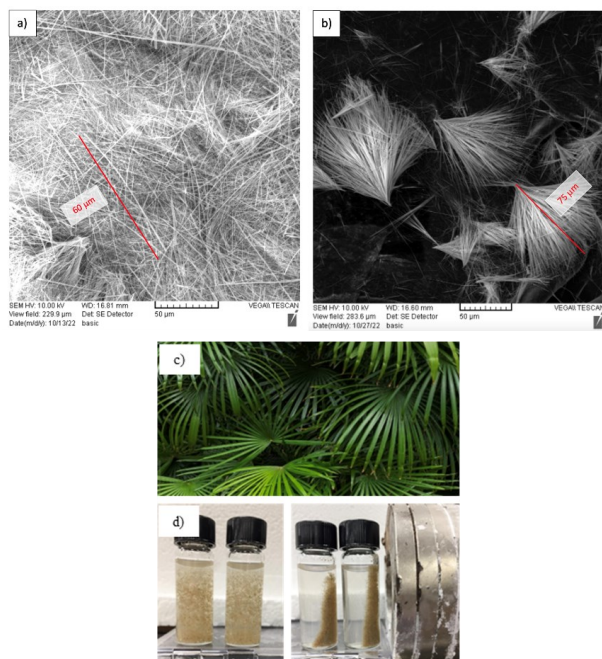 a)
60 µm
SEM HV: 10.00 kV WD: 16.81 mm
View field: 229.9 µm Det: SE Detector 50 µm
Date(m/d/y): 10/13/22 basic
VEGA\\ TESCAN
b)
75 µm
SEM HV: 10.00 kV WD: 16.60 mm
View field: 283.6 µm Det: SE Detector 50 µm
Date(m/d/y): 10/27/22 basic
VEGA\\ TESCAN
c)
d)